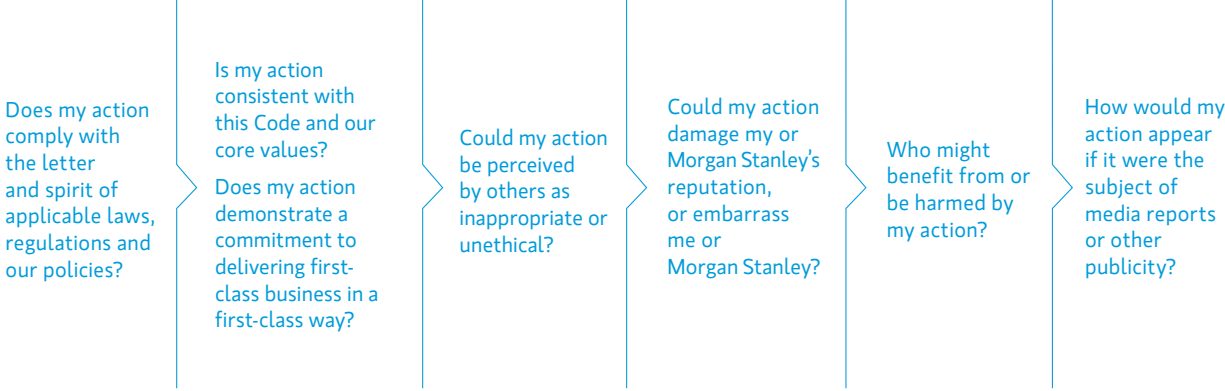 Does my action
comply with
the letter
and spirit of
applicable laws,
regulations and
our policies?
Is my action
consistent with
this Code and our
core values?
Does my action
demonstrate a
commitment to
delivering first-
class business in a
first-class way?
Could my action
be perceived
by others as
inappropriate or
unethical?
Could my action
damage my or
Morgan Stanley’s
reputation,
or embarrass
me or
Morgan Stanley?
Who might
benefit from or
be harmed by
my action?
How would my
action appear
if it were the
subject of
media reports
or other
publicity?